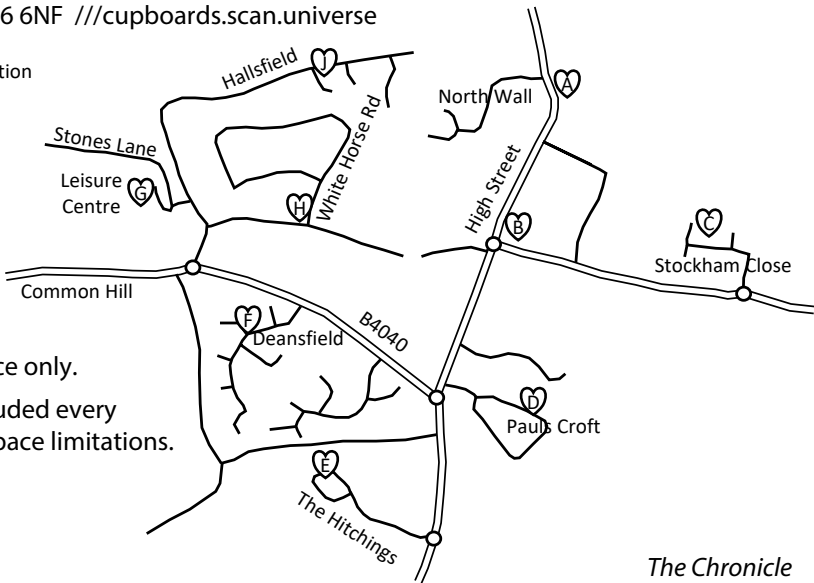 6 6NF ///cupboards.scan.universe
tion
Hallsfield
J
A
North Wall
Stones Lane
White Horse Rd
High Street
Leisure
Centre
G
H
B
C
Stockham Close
Common Hill
F
Deansfield
B4040
ce only.
uded every
pace limitations.
D
Pauls Croft
E
The Hitchings
The Chronicle